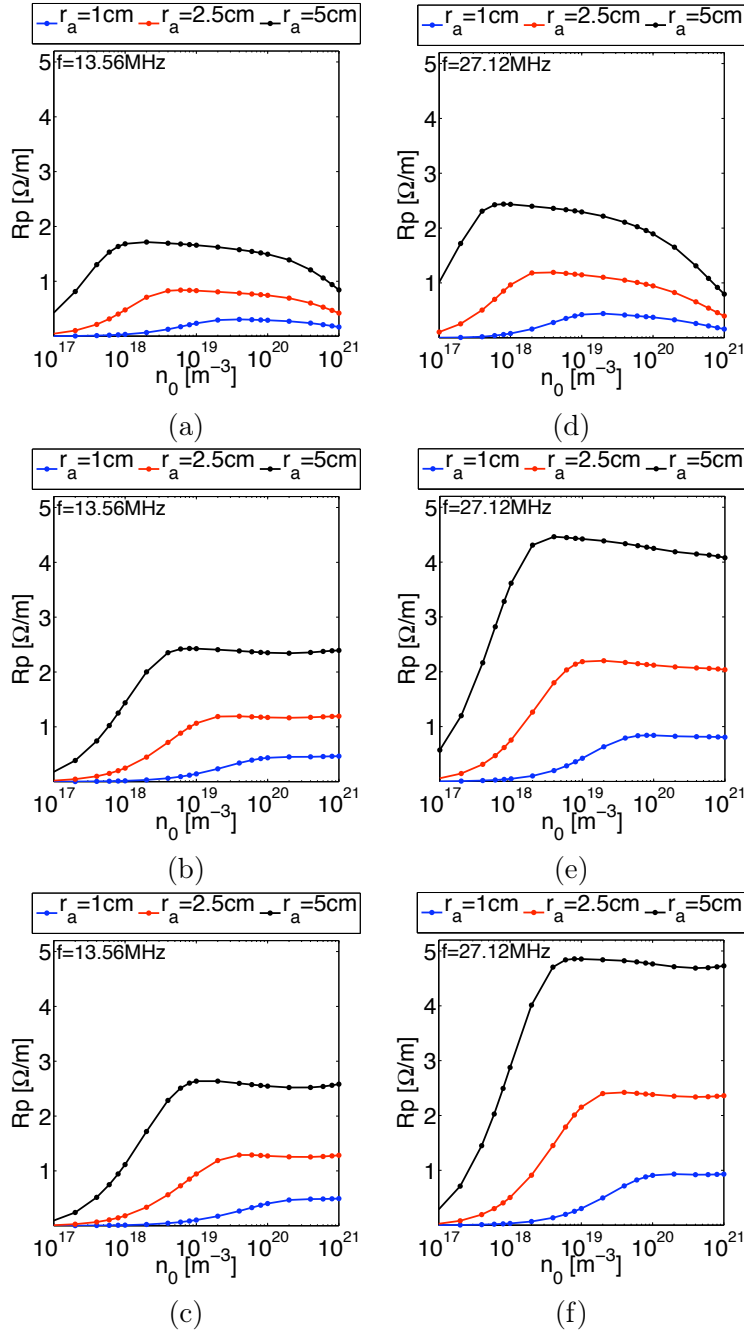 r_a=1cm r_a=2.5cm r_a=5cm
f=13.56MHz
5
4
3
2
1
Rp [Ω/m]
10^17 10^18 10^19 10^20 10^21
n_0 [m^−3]
(a)
r_a=1cm r_a=2.5cm r_a=5cm
f=27.12MHz
5
4
3
2
1
Rp [Ω/m]
10^17 10^18 10^19 10^20 10^21
n_0 [m^−3]
(d)
r_a=1cm r_a=2.5cm r_a=5cm
f=13.56MHz
5
4
3
2
1
Rp [Ω/m]
10^17 10^18 10^19 10^20 10^21
n_0 [m^−3]
(b)
r_a=1cm r_a=2.5cm r_a=5cm
f=27.12MHz
5
4
3
2
1
Rp [Ω/m]
10^17 10^18 10^19 10^20 10^21
n_0 [m^−3]
(e)
r_a=1cm r_a=2.5cm r_a=5cm
f=13.56MHz
5
4
3
2
1
Rp [Ω/m]
10^17 10^18 10^19 10^20 10^21
n_0 [m^−3]
(c)
r_a=1cm r_a=2.5cm r_a=5cm
f=27.12MHz
5
4
3
2
1
Rp [Ω/m]
10^17 10^18 10^19 10^20 10^21
n_0 [m^−3]
(f)